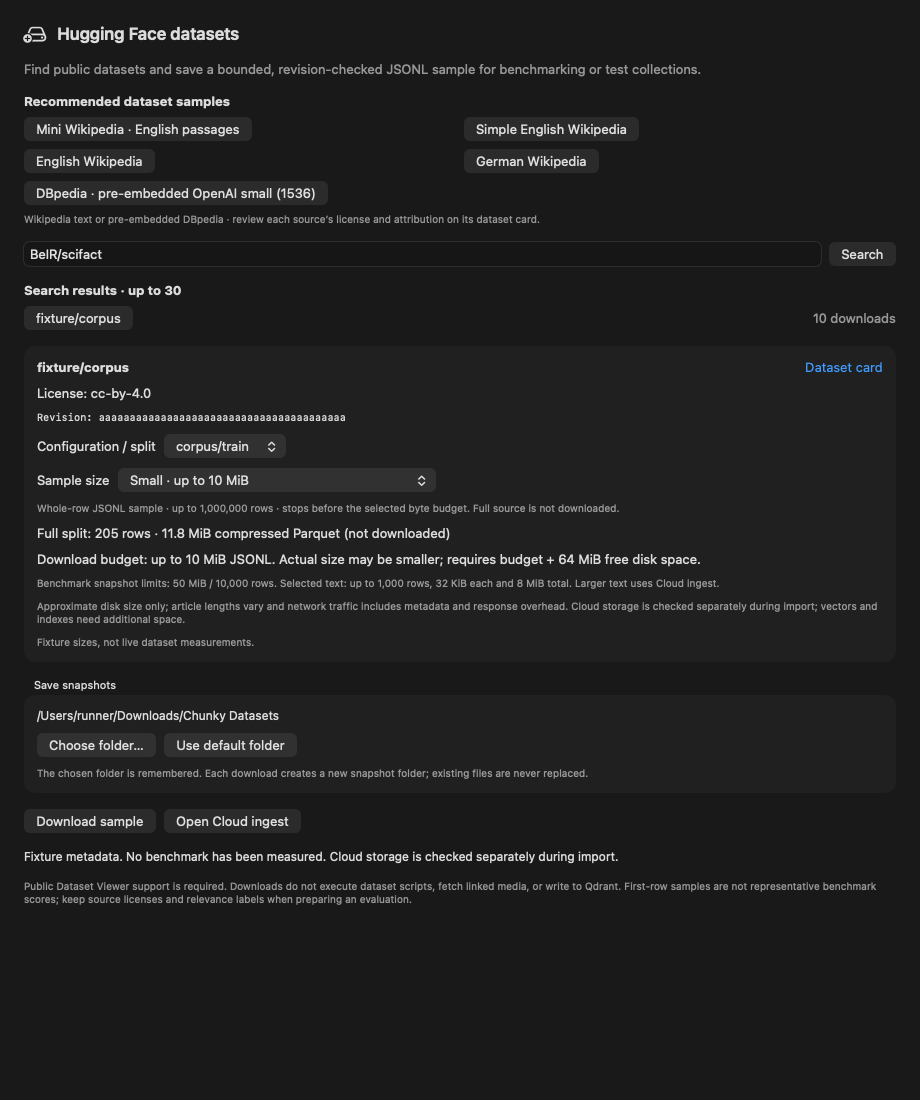 Hugging Face datasets
Find public datasets and save a bounded, revision-checked JSONL sample for benchmarking or test collections.
Recommended dataset samples
Mini Wikipedia · English passages
Simple English Wikipedia
English Wikipedia
German Wikipedia
DBpedia · pre-embedded OpenAI small (1536)
Wikipedia text or pre-embedded DBpedia · review each source's license and attribution on its dataset card.
BeIR/scifact
Search
Search results · up to 30
fixture/corpus
10 downloads
fixture/corpus
Dataset card
License: cc-by-4.0
Revision: aaaaaaaaaaaaaaaaaaaaaaaaaaaaaaaaaaaaaaaa
Configuration / split
corpus/train
Sample size
Small · up to 10 MiB
Whole-row JSONL sample · up to 1,000,000 rows · stops before the selected byte budget. Full source is not downloaded.
Full split: 205 rows · 11.8 MiB compressed Parquet (not downloaded)
Download budget: up to 10 MiB JSONL. Actual size may be smaller; requires budget + 64 MiB free disk space.
Benchmark snapshot limits: 50 MiB / 10,000 rows. Selected text: up to 1,000 rows, 32 KiB each and 8 MiB total. Larger text uses Cloud ingest.
Approximate disk size only; article lengths vary and network traffic includes metadata and response overhead. Cloud storage is checked separately during import; vectors and
indexes need additional space.
Fixture sizes, not live dataset measurements.
Save snapshots
/Users/runner/Downloads/Chunky Datasets
Choose folder...
Use default folder
The chosen folder is remembered. Each download creates a new snapshot folder; existing files are never replaced.
Download sample
Open Cloud ingest
Fixture metadata. No benchmark has been measured. Cloud storage is checked separately during import.
Public Dataset Viewer support is required. Downloads do not execute dataset scripts, fetch linked media, or write to Qdrant. First-row samples are not representative benchmark
scores; keep source licenses and relevance labels when preparing an evaluation.